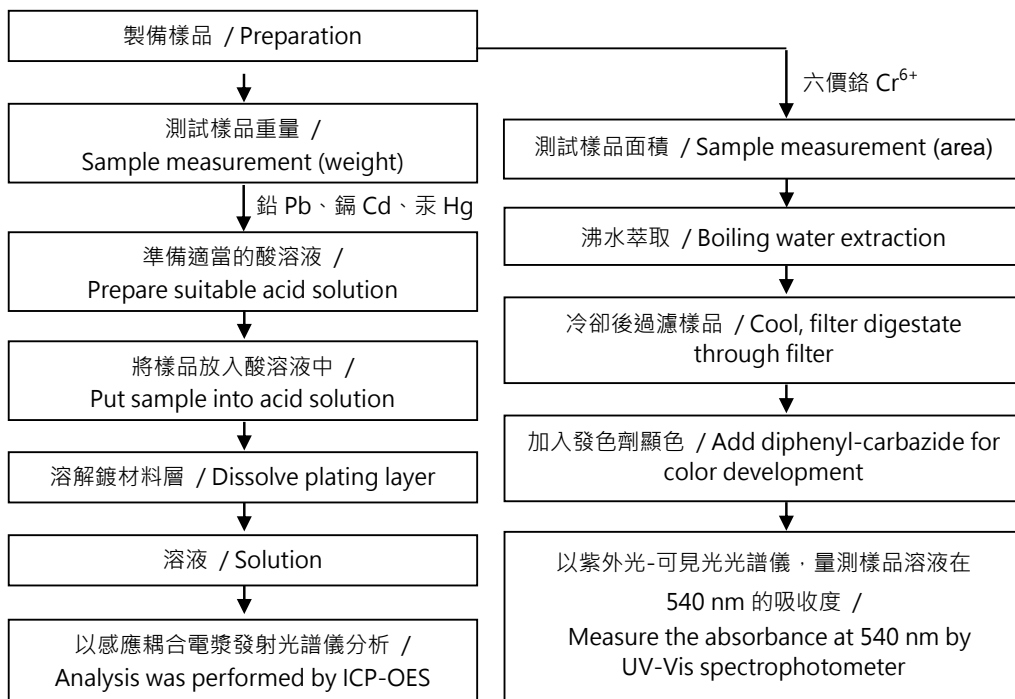 製備樣品 / Preparation
測試樣品重量 /
Sample measurement (weight)
鉛 Pb、鎘 Cd、汞 Hg
準備適當的酸溶液 /
Prepare suitable acid solution
將樣品放入酸溶液中 /
Put sample into acid solution
溶解鍍材料層 / Dissolve plating layer
溶液 / Solution
以感應耦合電漿發射光譜儀分析 /
Analysis was performed by ICP-OES
六價鉻 Cr⁶⁺
測試樣品面積 / Sample measurement (area)
沸水萃取 / Boiling water extraction
冷卻後過濾樣品 / Cool, filter digestate
through filter
加入發色劑顯色 / Add diphenyl-carbazide for
color development
以紫外光-可見光光譜儀，量測樣品溶液在
540 nm 的吸收度 /
Measure the absorbance at 540 nm by
UV-Vis spectrophotometer